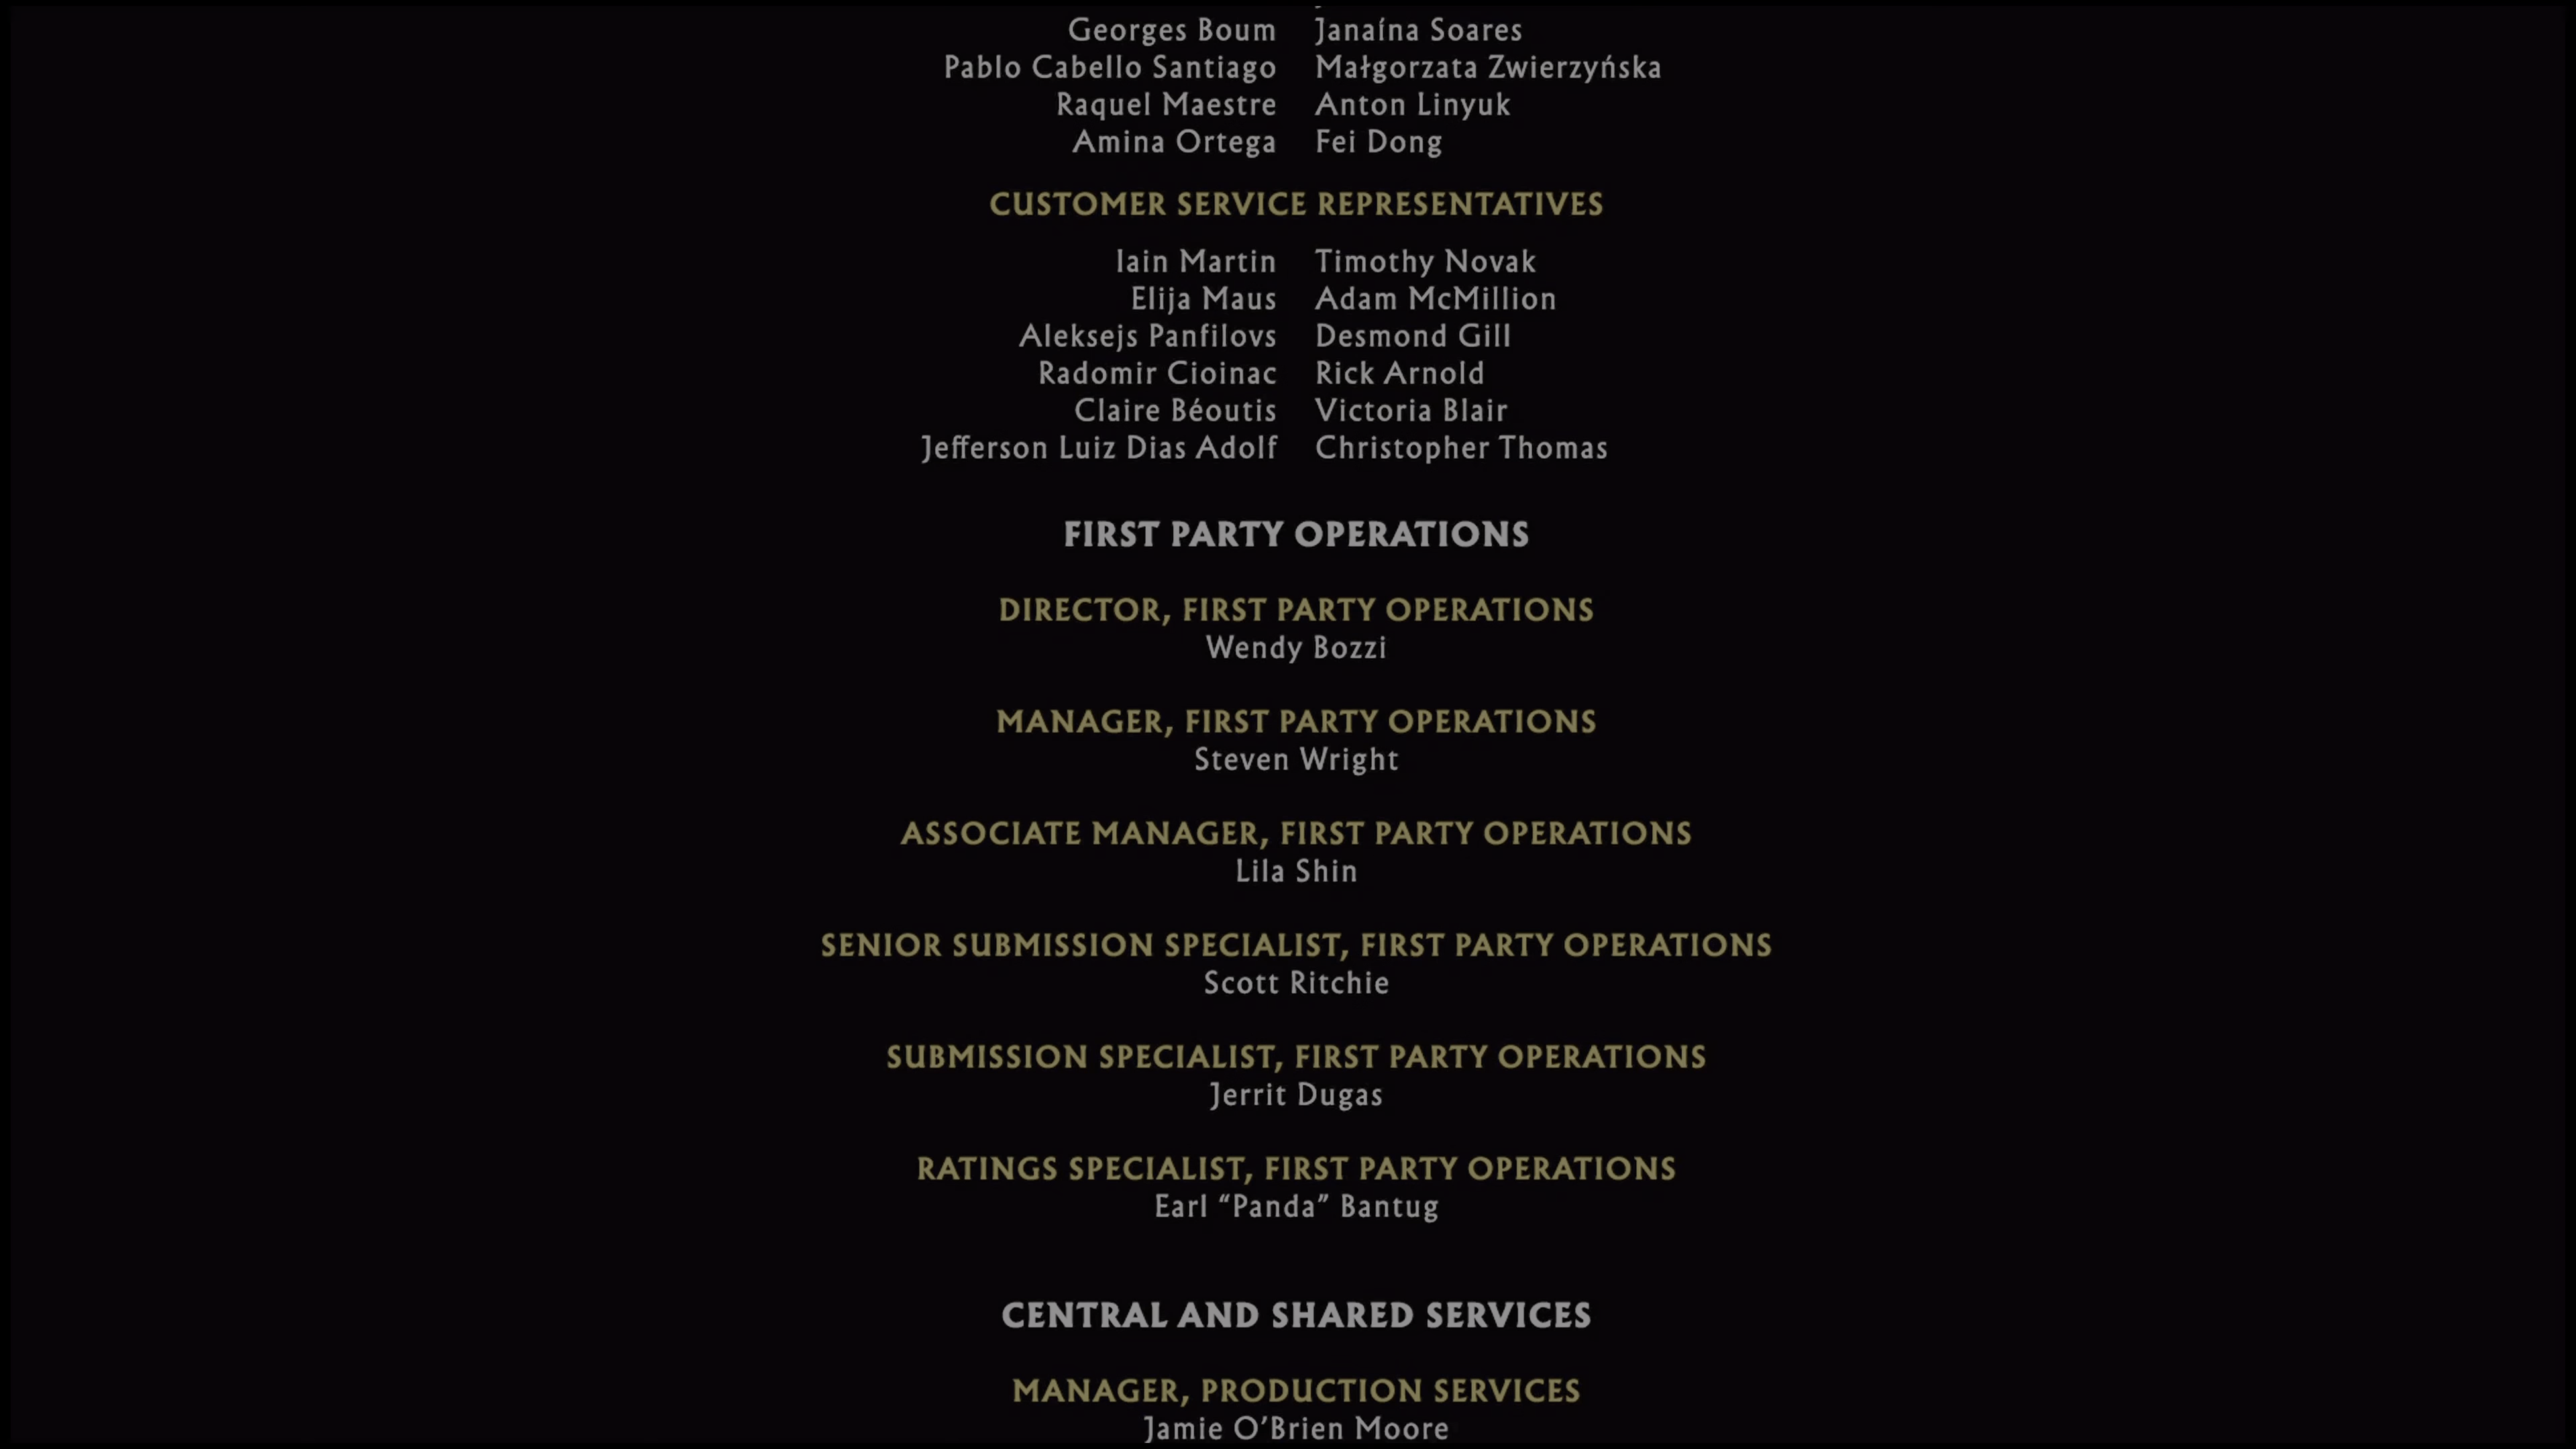 Georges Boum Janaína Soares
Pablo Cabello Santiago Małgorzata Zwierzyńska
Raquel Maestre Anton Linyuk
Amina Ortega Fei Dong
CUSTOMER SERVICE REPRESENTATIVES
Iain Martin Timothy Novak
Elija Maus Adam McMillion
Aleksejs Panfilovs Desmond Gill
Radomir Cioinac Rick Arnold
Claire Béoutis Victoria Blair
Jefferson Luiz Dias Adolf Christopher Thomas
FIRST PARTY OPERATIONS
DIRECTOR, FIRST PARTY OPERATIONS
Wendy Bozzi
MANAGER, FIRST PARTY OPERATIONS
Steven Wright
ASSOCIATE MANAGER, FIRST PARTY OPERATIONS
Lila Shin
SENIOR SUBMISSION SPECIALIST, FIRST PARTY OPERATIONS
Scott Ritchie
SUBMISSION SPECIALIST, FIRST PARTY OPERATIONS
Jerrit Dugas
RATINGS SPECIALIST, FIRST PARTY OPERATIONS
Earl “Panda” Bantug
CENTRAL AND SHARED SERVICES
MANAGER, PRODUCTION SERVICES
Jamie O’Brien Moore